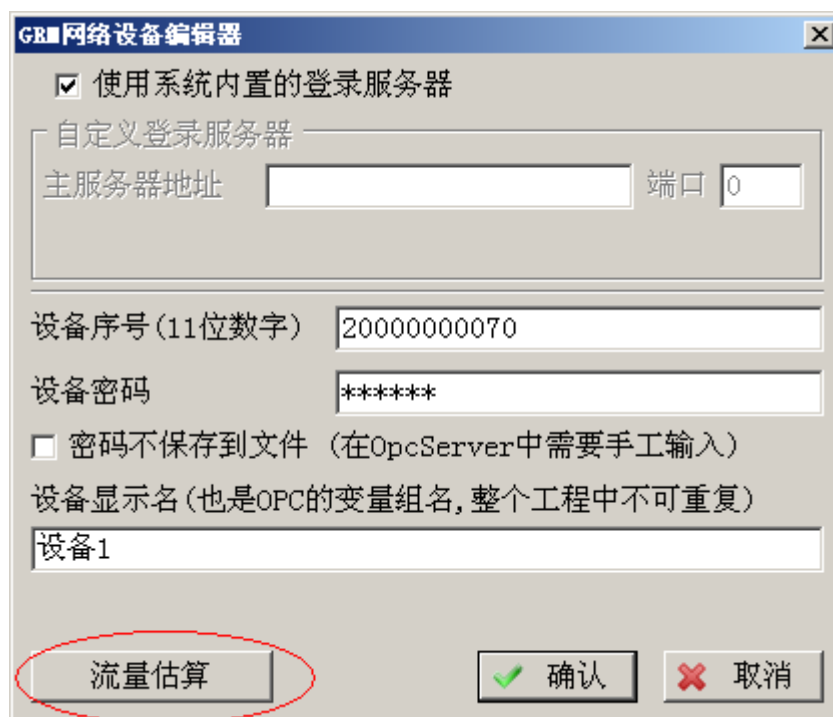 GRM网络设备编辑器
使用系统内置的登录服务器
自定义登录服务器
主服务器地址 端口 0
设备序号(11位数字) 20000000070
设备密码 ******
密码不保存到文件 (在OpcServer中需要手工输入)
设备显示名(也是OPC的变量组名,整个工程中不可重复)
设备1
流量估算 确认 取消